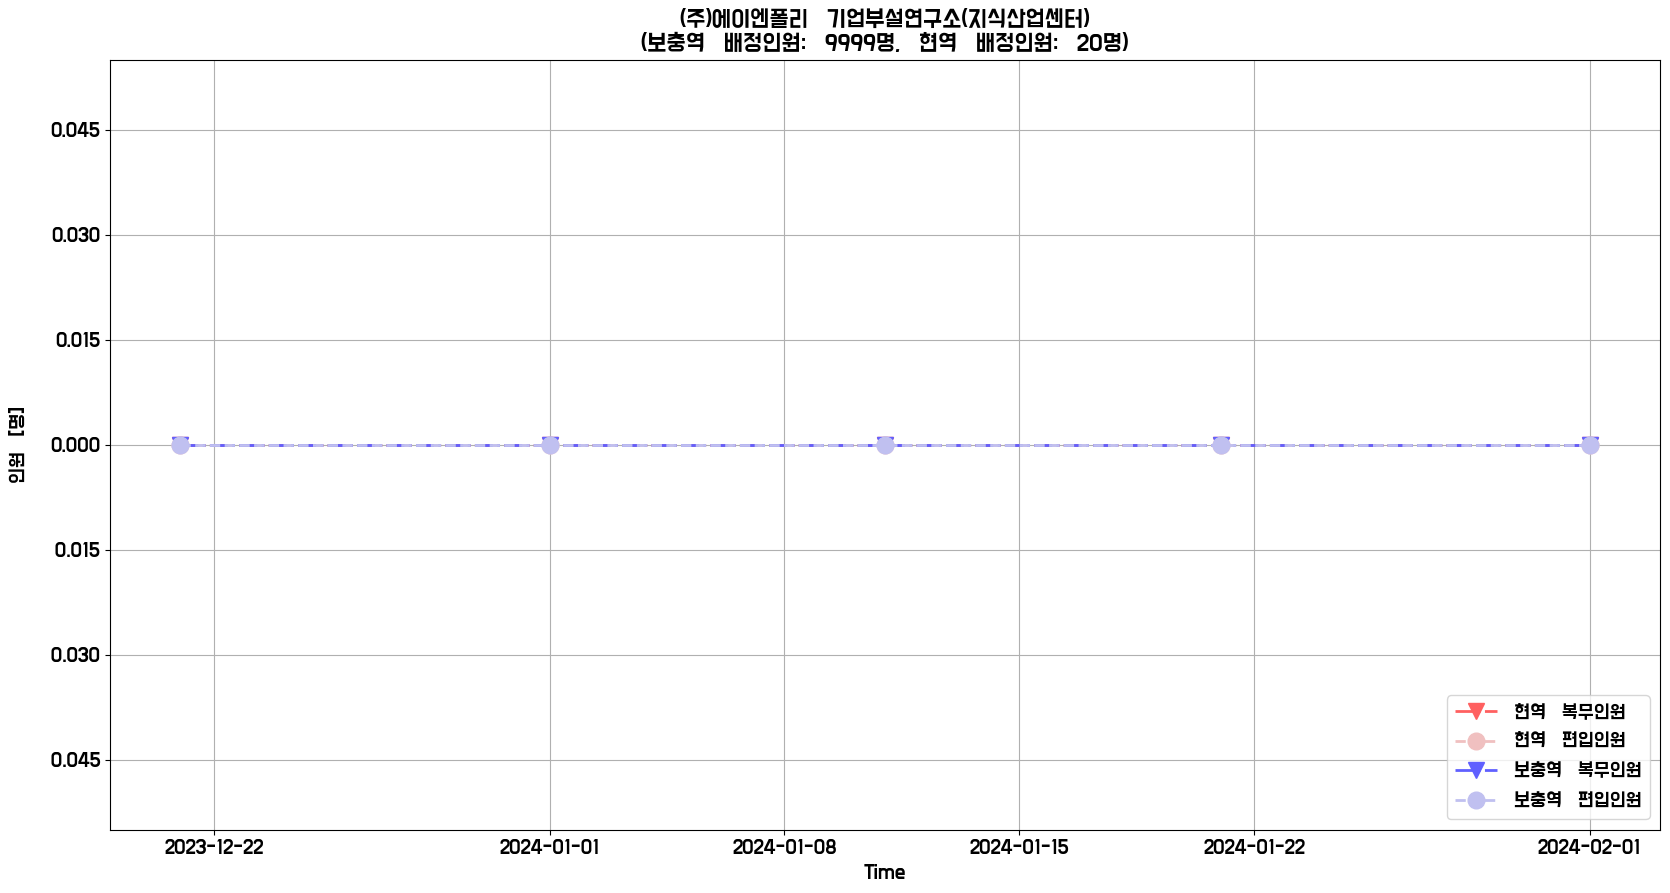 (주)에이엔폴리 기업부설연구소(지식산업센터)
(보충역 배정인원: 9999명, 현역 배정인원: 20명)
0.045
0.030
0.015
0.000
0.015
0.030
0.045
인원 [명]
현역 복무인원
현역 편입인원
보충역 복무인원
보충역 편입인원
2023-12-22 2024-01-01 2024-01-08 2024-01-15 2024-01-22 2024-02-01
Time